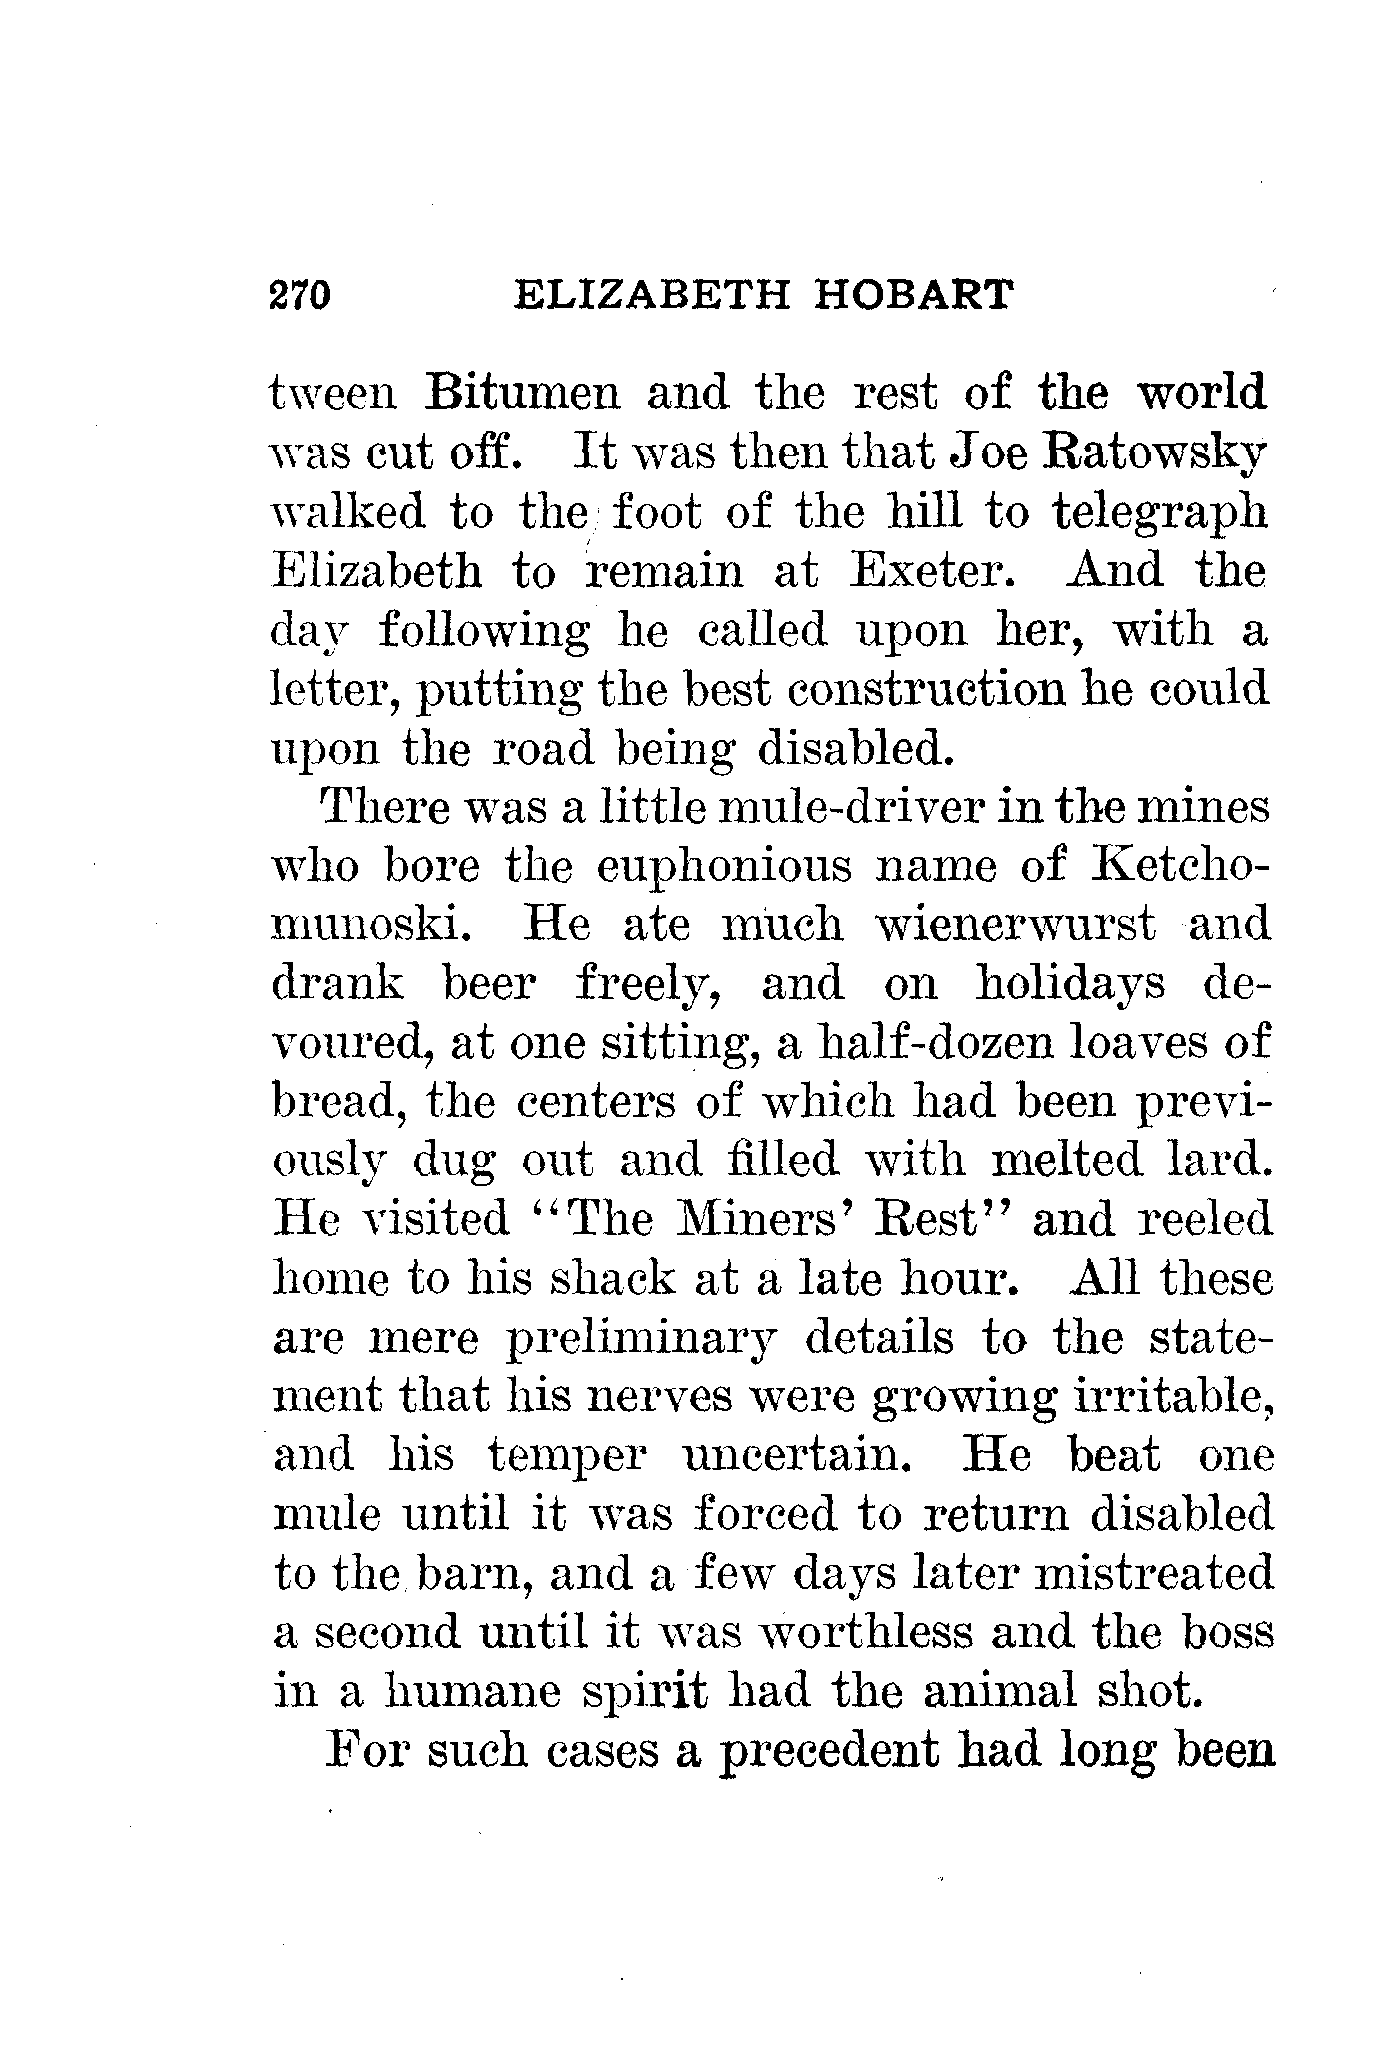 270 ELIZABETH HOBART
tween Bitumen and the rest of the world
was cut off. It was then that Joe Ratowsky
walked to the foot of the hill to telegraph
Elizabeth to remain at Exeter. And the
day following he called upon her, with a
letter, putting the best construction he could
upon the road being disabled.
There was a little mule-driver in the mines
who bore the euphonious name of Ketcho-
munoski. He ate much wienerwurst and
drank beer freely, and on holidays de-
voured, at one sitting, a half-dozen loaves of
bread, the centers of which had been previ-
ously dug out and filled with melted lard.
He visited “The Miners’ Rest” and reeled
home to his shack at a late hour. All these
are mere preliminary details to the state-
ment that his nerves were growing irritable,
and his temper uncertain. He beat one
mule until it was forced to return disabled
to the barn, and a few days later mistreated
a second until it was worthless and the boss
in a humane spirit had the animal shot.
For such cases a precedent had long been